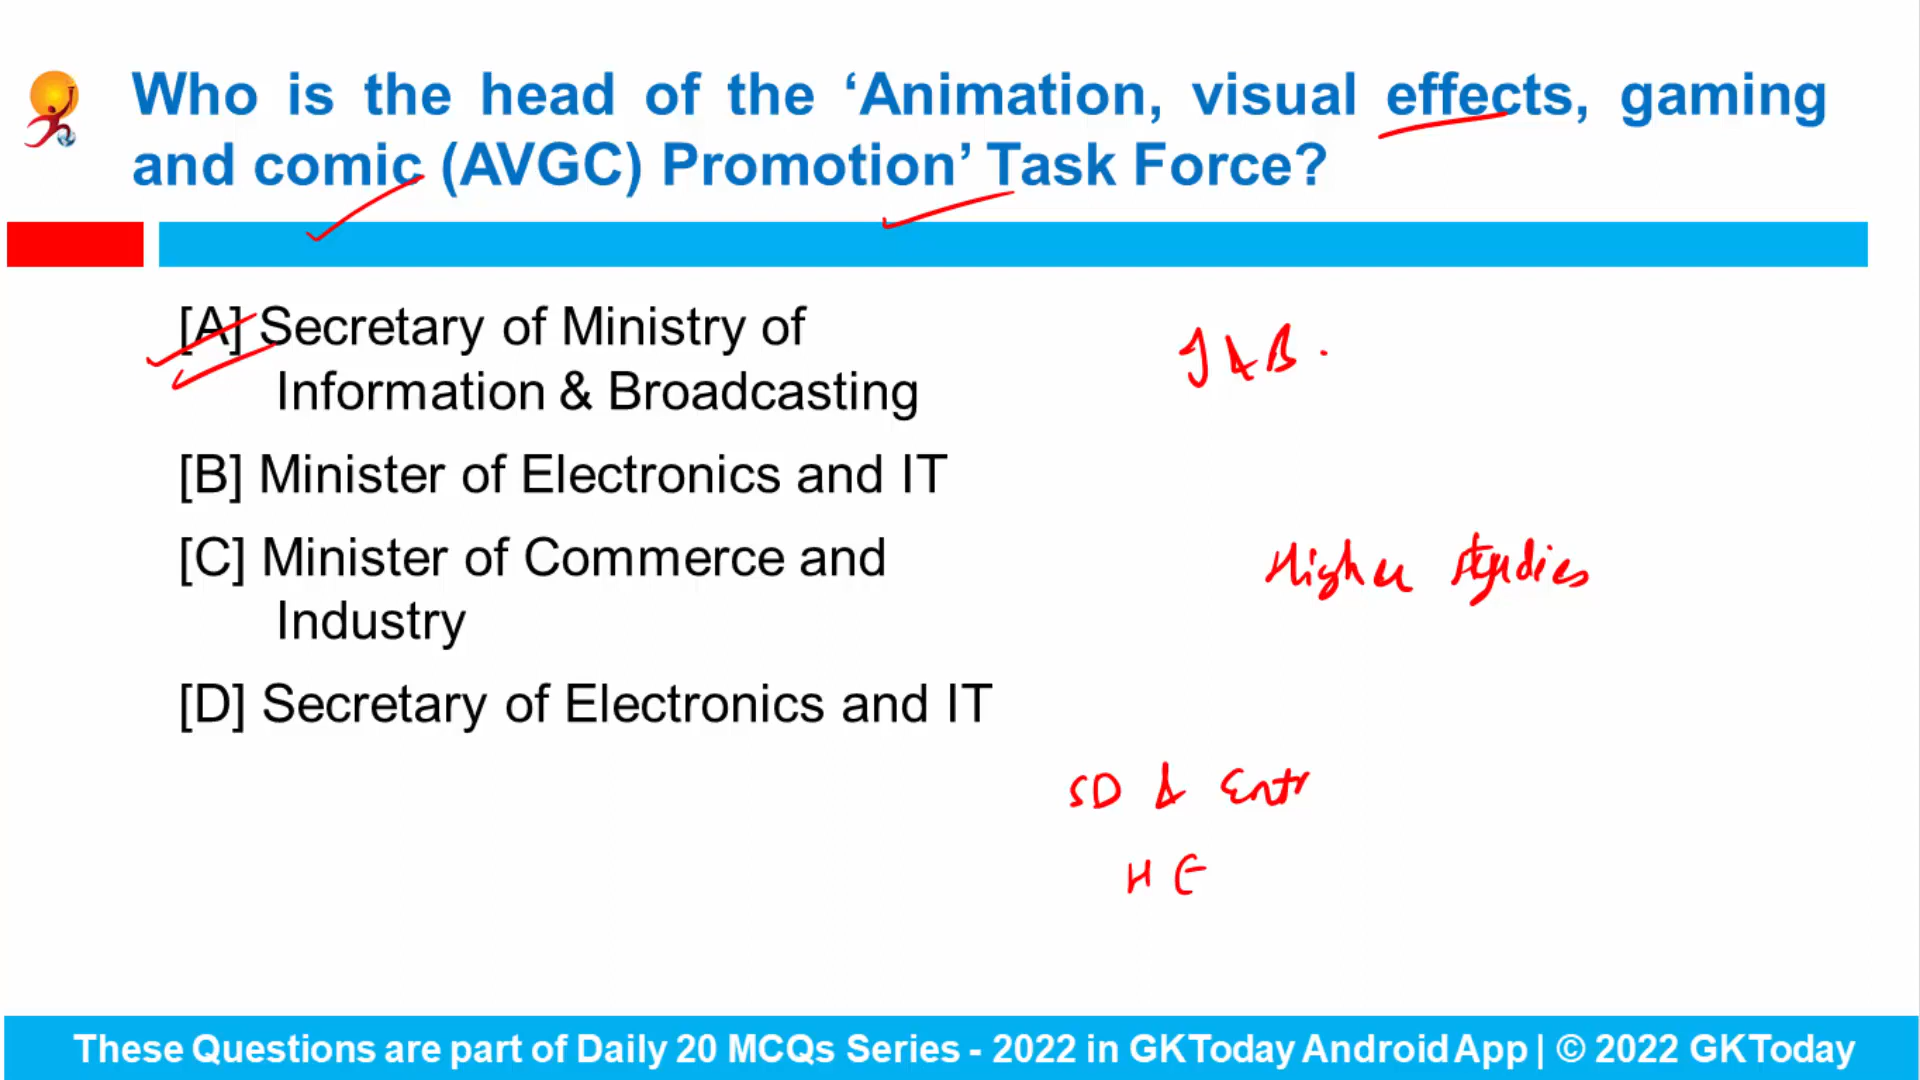 Who is the head of the ‘Animation, visual effects, gaming
and comic (AVGC) Promotion’ Task Force?
[A] Secretary of Ministry of
Information & Broadcasting
I & B.
[B] Minister of Electronics and IT
[C] Minister of Commerce and
Industry
Higher Studies
[D] Secretary of Electronics and IT
SD & Entr
H E
These Questions are part of Daily 20 MCQs Series - 2022 in GKToday Android App | © 2022 GKToday